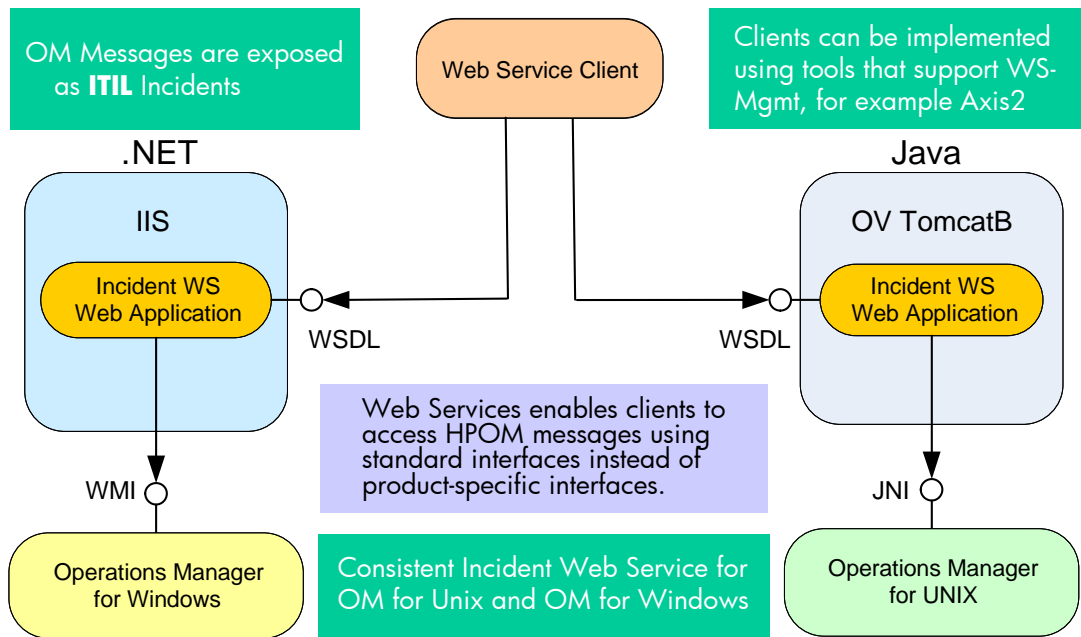 OM Messages are exposed
as ITIL Incidents
Web Service Client
Clients can be implemented
using tools that support WS-
Mgmt, for example Axis2
.NET
Java
IIS
OV TomcatB
Incident WS
Web Application
WSDL
WSDL
Incident WS
Web Application
Web Services enables clients to
access HPOM messages using
standard interfaces instead of
product-specific interfaces.
WMI
JNI
Operations Manager
for Windows
Consistent Incident Web Service for
OM for Unix and OM for Windows
Operations Manager
for UNIX